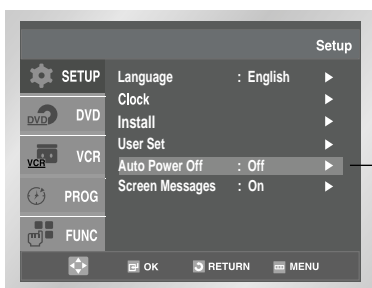 Setup
SETUP
DVD DVD
VCR VCR
PROG
FUNC
Language : English
Clock
Install
User Set
Auto Power Off : Off
Screen Messages : On
OK RETURN MENU